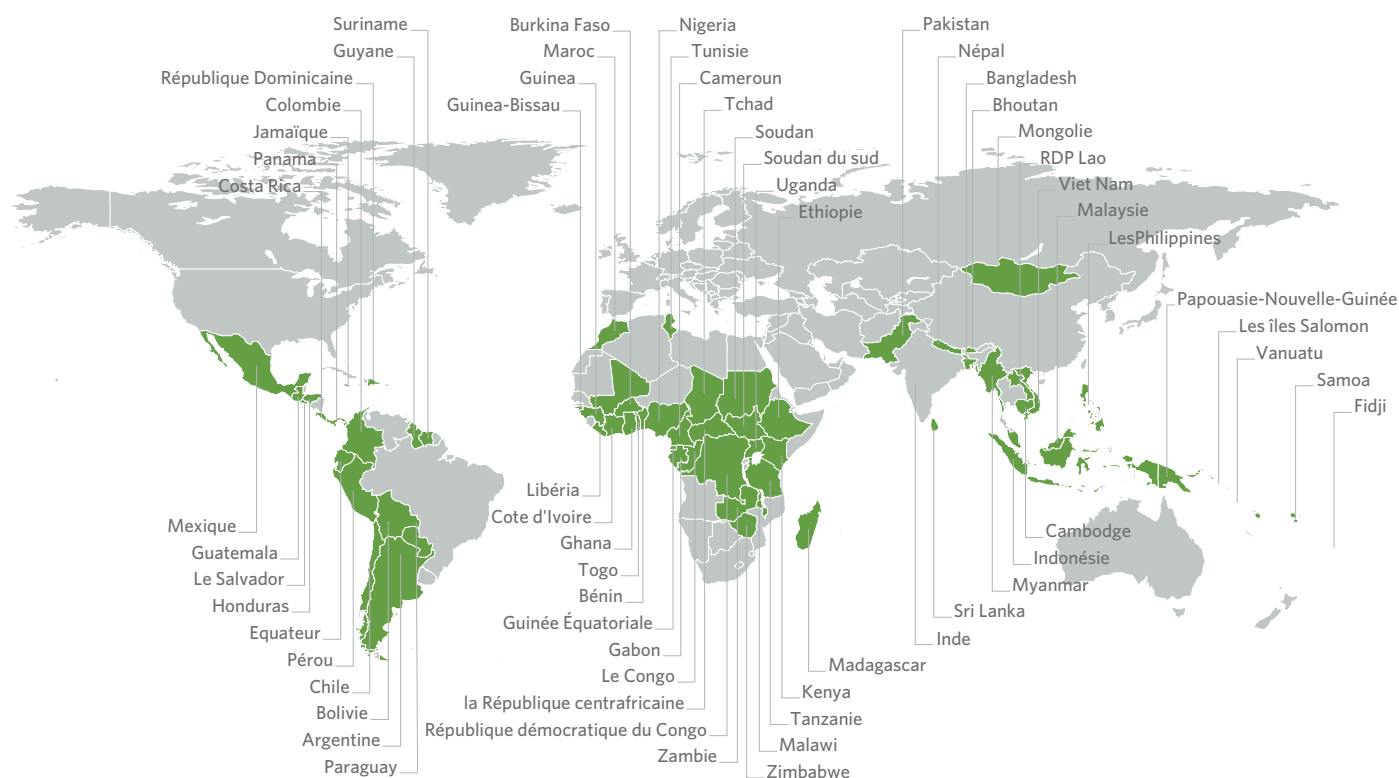 Suriname
Guyane
République Dominicaine
Colombie
Jamaïque
Panama
Costa Rica
Burkina Faso
Maroc
Guinea
Guinea-Bissau
Nigeria
Tunisie
Cameroun
Tchad
Soudan
Soudan du sud
Uganda
Ethiopie
Pakistan
Népal
Bangladesh
Bhoutan
Mongolie
RDP Lao
Viet Nam
Malaysie
LesPhilippines
Papouasie-Nouvelle-Guinée
Les îles Salomon
Vanuatu
Samoa
Fidji
Mexique
Guatemala
Le Salvador
Honduras
Equateur
Pérou
Chile
Bolivie
Argentine
Paraguay
Libéria
Cote d'Ivoire
Ghana
Togo
Bénin
Guinée Équatoriale
Gabon
Le Congo
la République centrafricaine
République démocratique du Congo
Zambie
Zimbabwe
Malawi
Tanzanie
Kenya
Madagascar
Inde
Sri Lanka
Myanmar
Indonésie
Cambodge